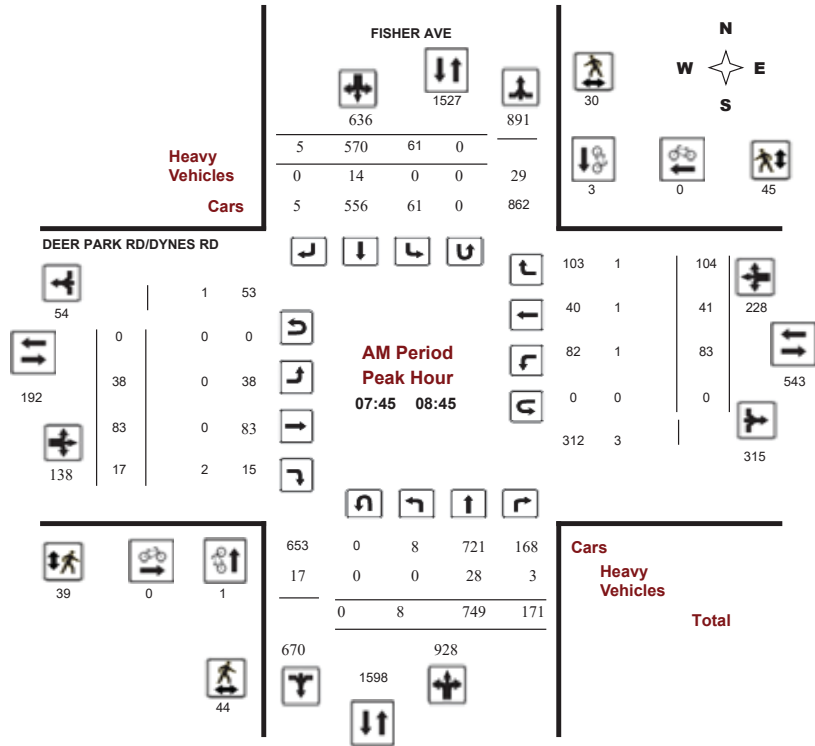 FISHER AVE
N
W E
S
1527
30
636 891
5 570 61 0
Heavy
Vehicles
0 14 0 0 29
3 0 45
Cars
5 556 61 0 862
DEER PARK RD/DYNES RD
103 1 104
54
1 53
40 1 41 228
0 0 0
AM Period
Peak Hour
82 1 83
543
192
38 0 38
07:45 08:45
0 0 0
83 0 83
312 3 315
138 17 2 15
653 0 8 721 168 Cars
17 0 0 28 3 Heavy
Vehicles
39 0 1
0 8 749 171 Total
670 928
1598
44